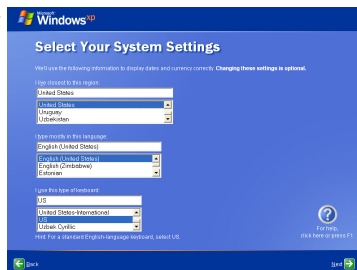 Microsoft
Windows xp
Select Your System Settings
We'll use the following information to display dates and currency correctly. Changing these settings is optional.
I live closest to this region:
United States
United States
Uruguay
Uzbekistan
I type mostly in this language:
English (United States)
English (United States)
English (Zimbabwe)
Estonian
I use this type of keyboard:
US
United States-International
US
Uzbek Cyrillic
Hint: For a standard English-language keyboard, select US.
For help,
click here or press F1.
Back
Next